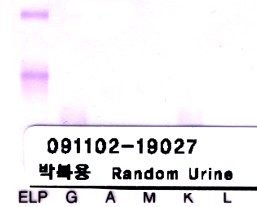 091102-19027
박복용 Random Urine
ELP G A M K L